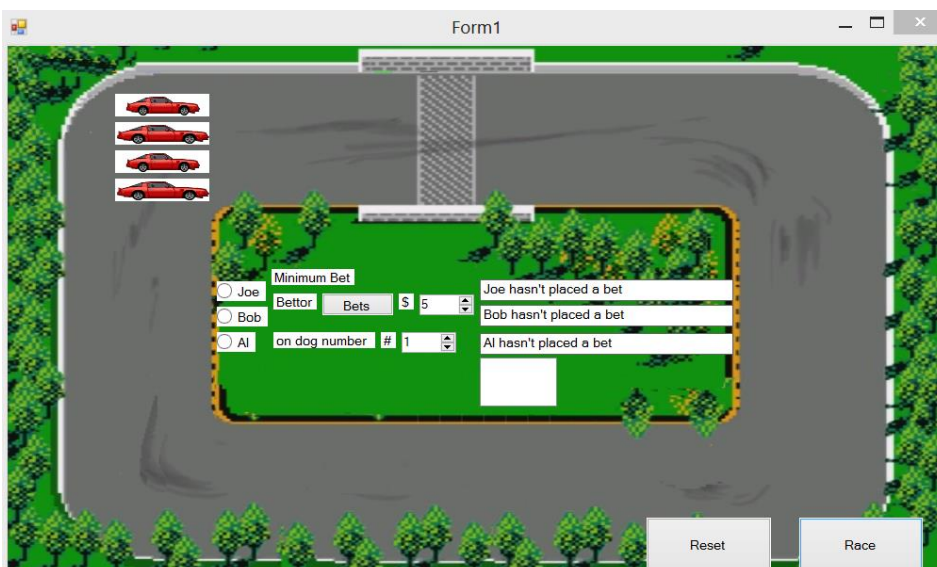 Form1
Minimum Bet
Joe
Bettor
Bets
$
5
Joe hasn't placed a bet
Bob
Bob hasn't placed a bet
Al
on dog number
#
1
Al hasn't placed a bet
Reset
Race